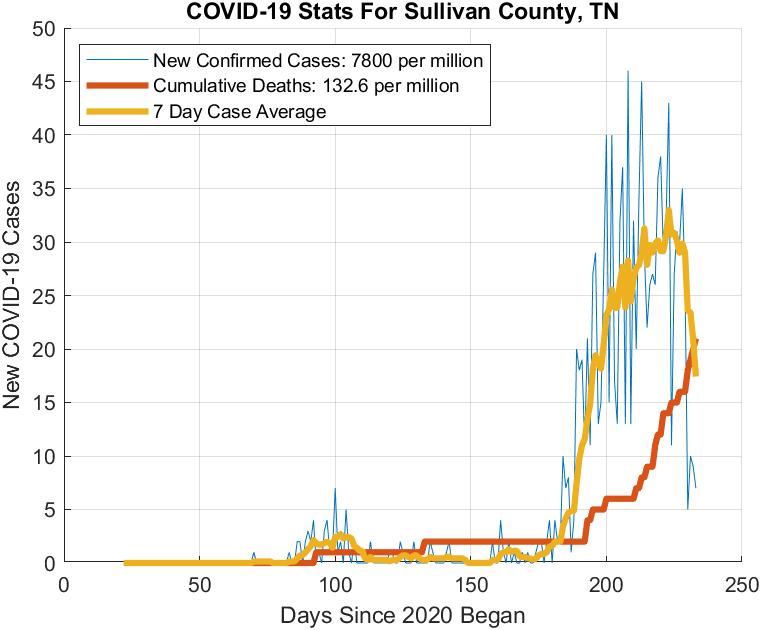 COVID-19 Stats For Sullivan County, TN
50
45
40
35
30
25
20
15
10
5
0
New COVID-19 Cases
New Confirmed Cases: 7800 per million
Cumulative Deaths: 132.6 per million
7 Day Case Average
0 50 100 150 200 250
Days Since 2020 Began